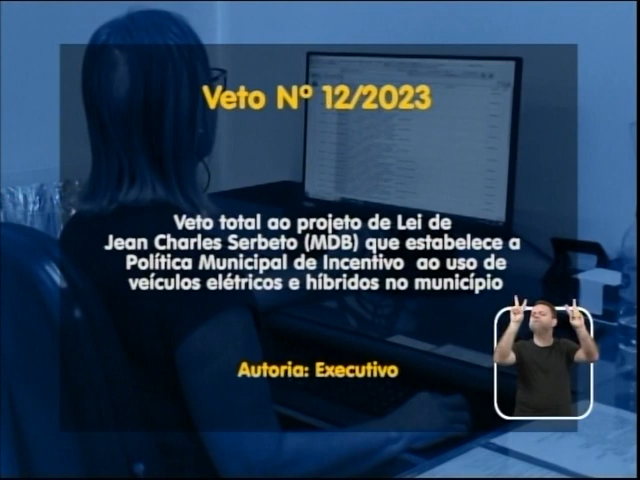 Veto Nº 12/2023
Veto total ao projeto de Lei de
Jean Charles Serbeto (MDB) que estabelece a
Política Municipal de Incentivo ao uso de
veículos elétricos e híbridos no município
Autoria: Executivo